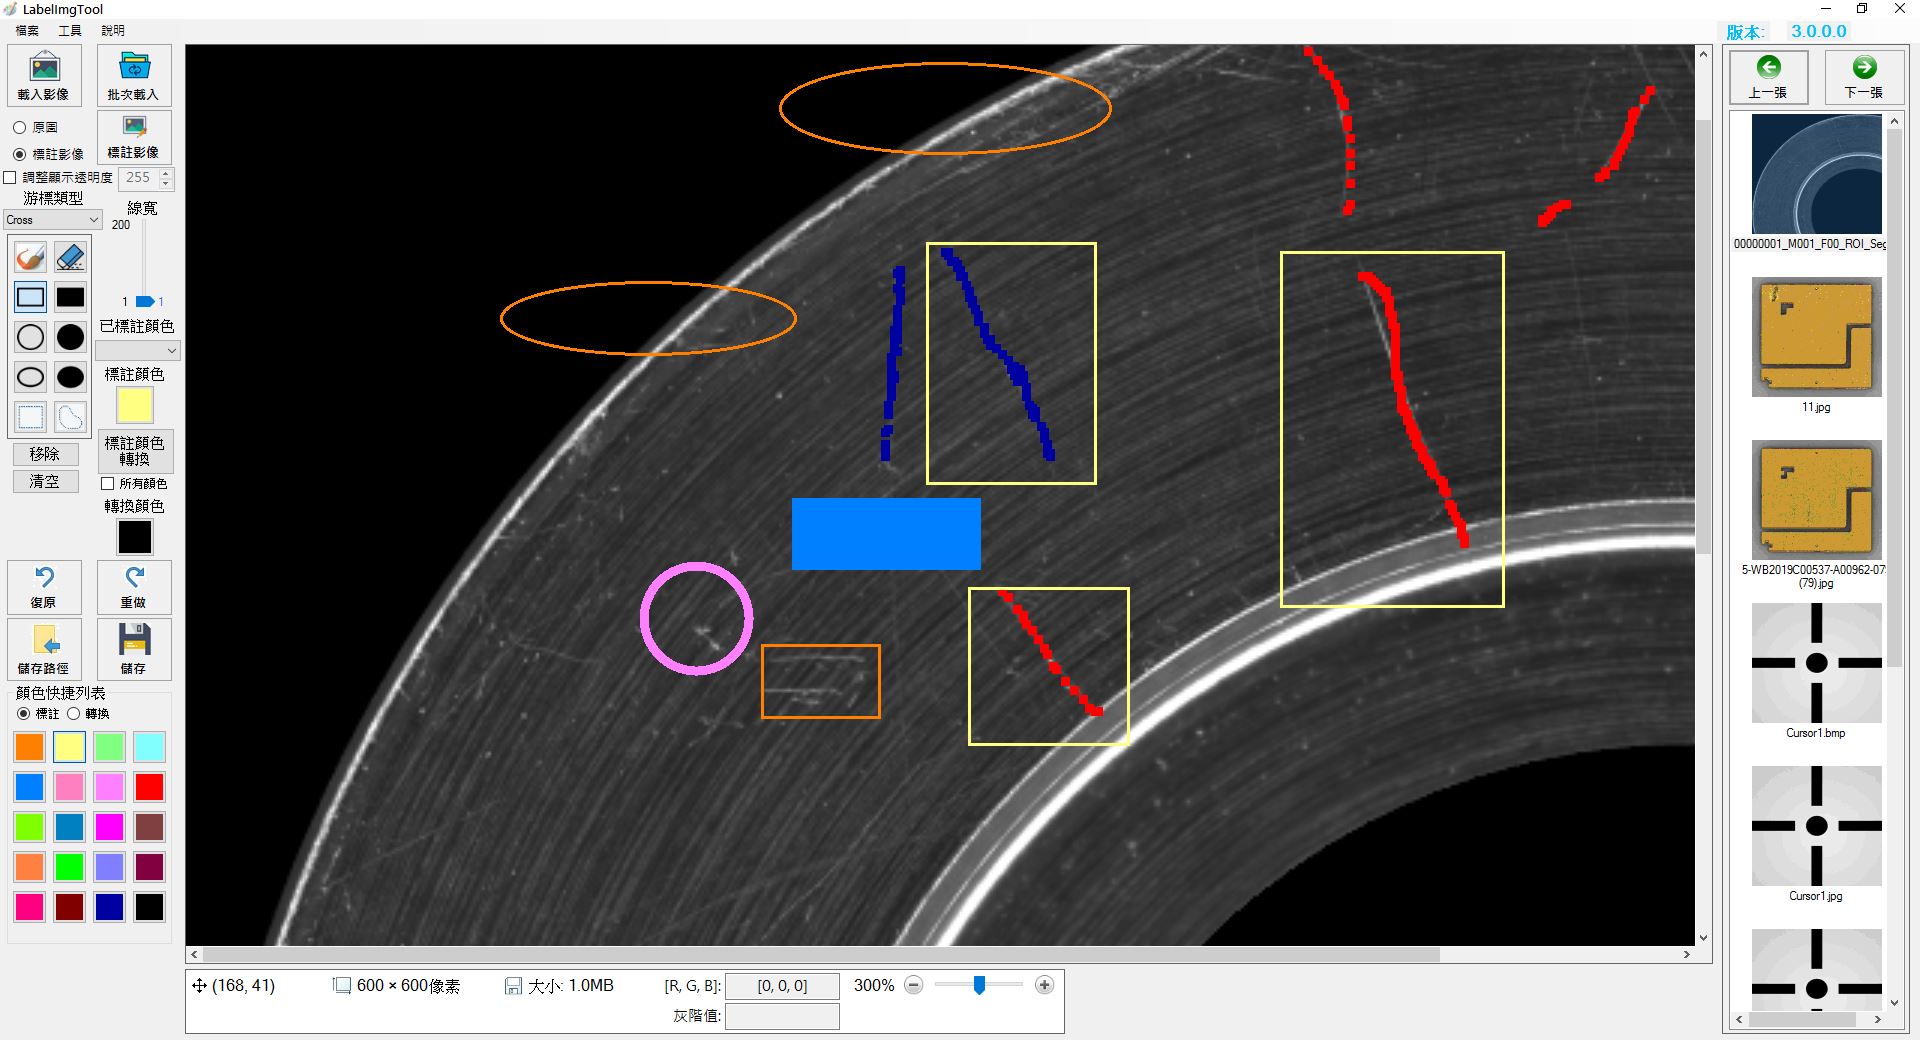 LabelImgTool
檔案 工具 說明
版本: 3.0.0.0
載入影像 批次載入
原圖
標註影像
標註影像
調整顯示透明度 255
游標類型
線寬
Cross
200
1 1
已標註顏色
標註顏色
標註顏色
轉換
移除
清空
所有顏色
轉換顏色
復原 重做
儲存路徑 儲存
顏色快捷列表
標註 轉換
(168, 41)
600 × 600像素
大小: 1.0MB
[R, G, B]: [0, 0, 0]
300%
灰階值:
上一張 下一張
00000001_M001_F00_ROI_Seg
11.jpg
5-WB2019C00537-A00962-07
(79).jpg
Cursor1.bmp
Cursor1.jpg